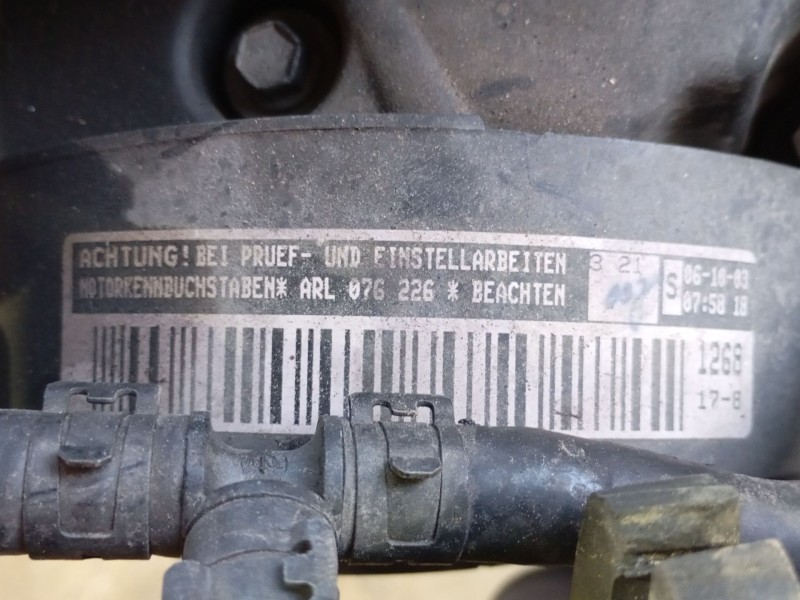 ACHTUNG! BEI PRUEF- UND EINSTELLARBEITEN
MOTORKENNBUCHSTABEN* ARL 076 226 * BEACHTEN
3 21
S
06-10-03
07:58 18
1268
17-8